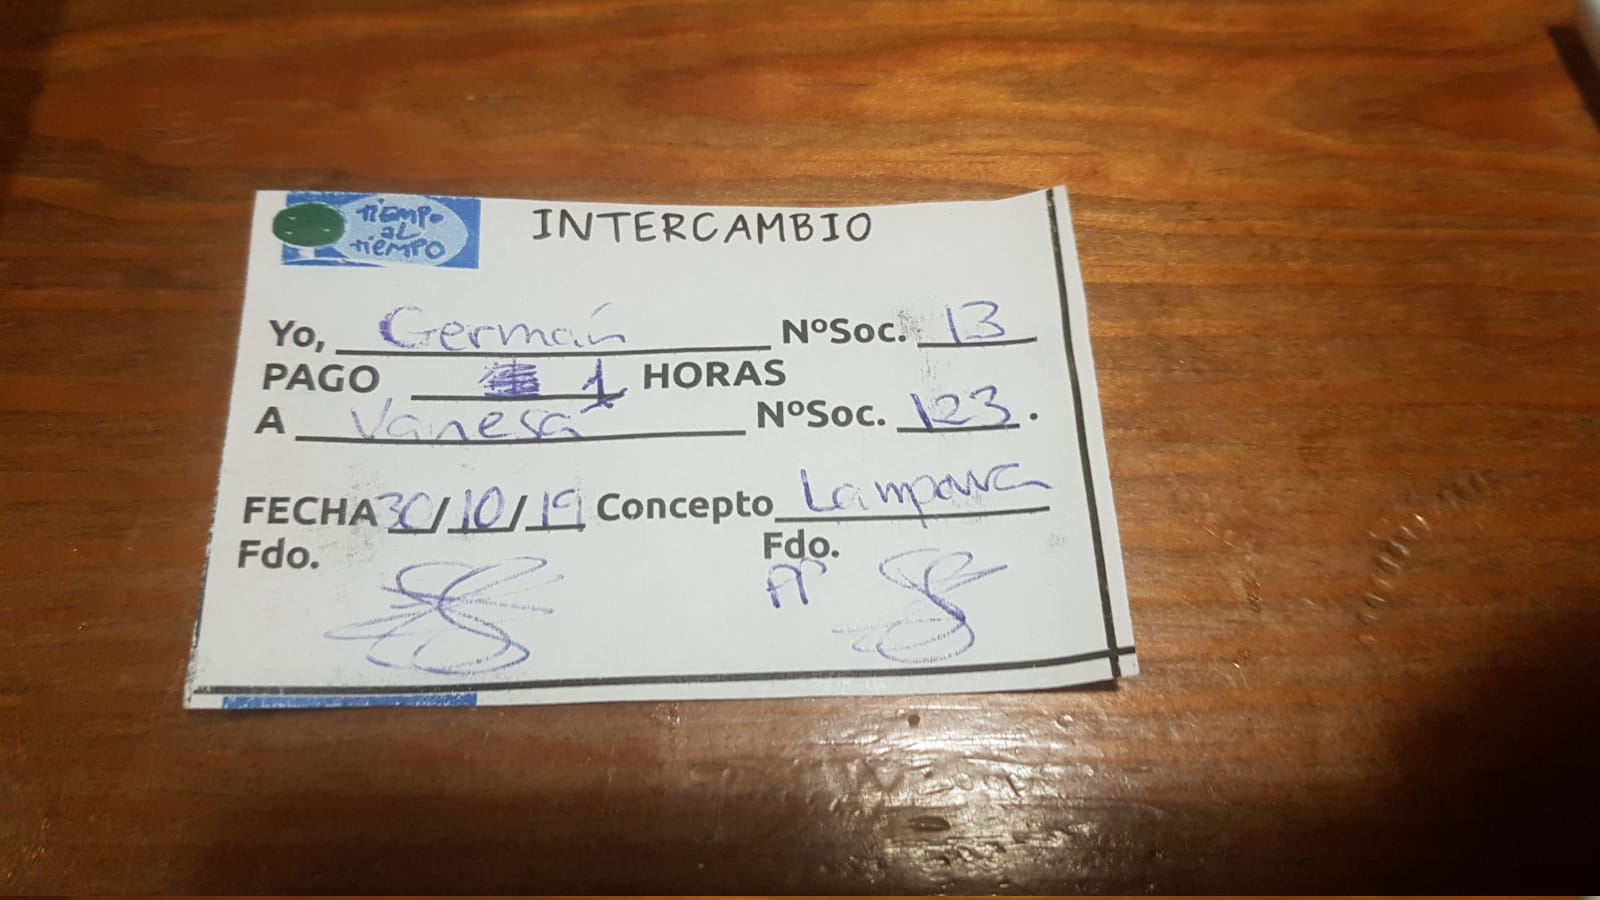 tiempo al tiempo
INTERCAMBIO
Yo, Germán NºSoc. 13
PAGO 1 HORAS
A Vanesa NºSoc. 123.
FECHA 30/10/19 Concepto Lampara
Fdo. Fdo.
PP